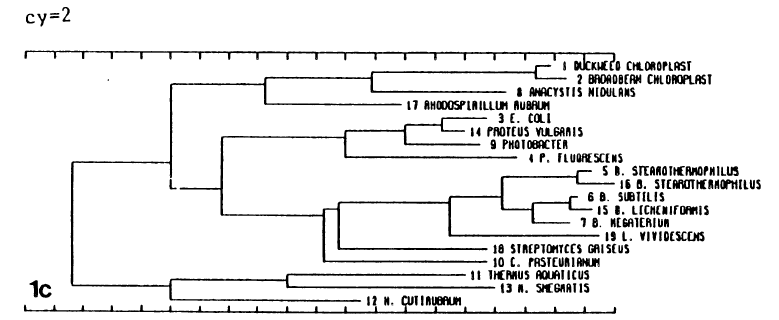 cy=2
1 DUCKWEED CHLOROPLAST
2 BROADBEAN CHLOROPLAST
8 ANACYSTIS NIDULANS
17 RHODOSPIRILLUM RUBRUM
3 E. COLI
14 PROTEUS VULGARIS
9 PHOTOBACTER
4 P. FLUORESCENS
5 B. STEAROTHERMOPHILUS
16 B. STEAROTHERMOPHILUS
6 B. SUBTILIS
15 B. LICHENIFORMIS
7 B. MEGATERIUM
19 L. VIVIDESCENS
18 STREPTOMYCES GRISEUS
10 C. PASTEURIANUM
11 THERMUS AQUATICUS
13 M. SMEGMATIS
12 H. CUTIRUBRUM
1c